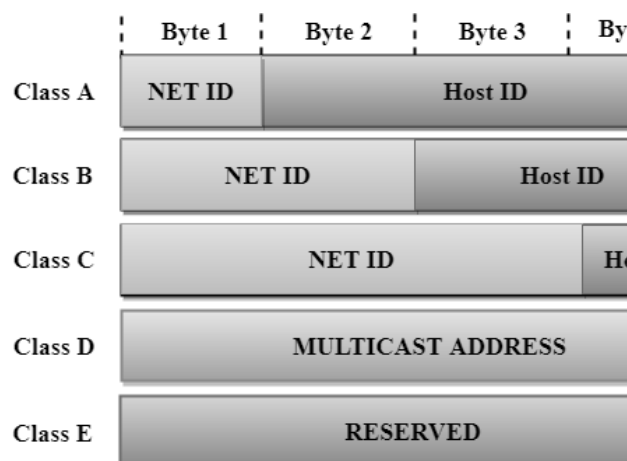 Byte 1 Byte 2 Byte 3 By
Class A NET ID Host ID
Class B NET ID Host ID
Class C NET ID
Class D MULTICAST ADDRESS
Class E RESERVED